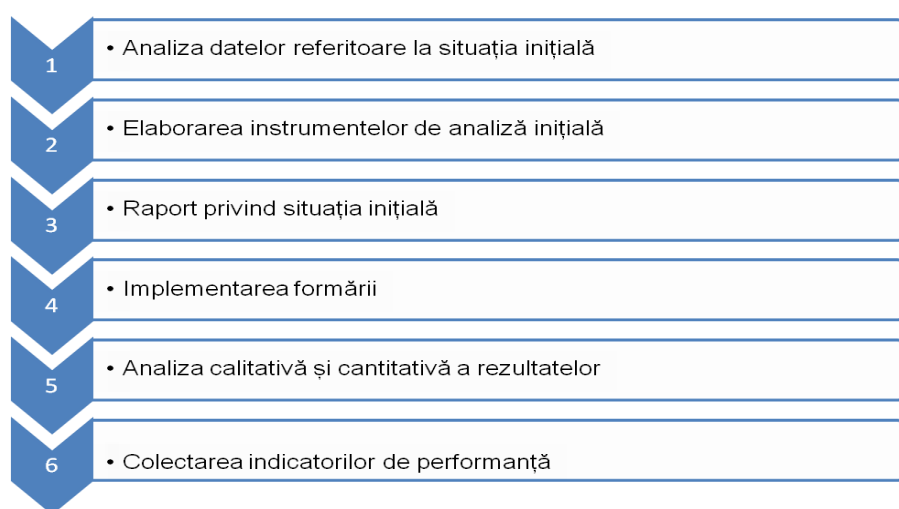 1 • Analiza datelor referitoare la situația inițială
2 • Elaborarea instrumentelor de analiză inițială
3 • Raport privind situația inițială
4 • Implementarea formării
5 • Analiza calitativă și cantitativă a rezultatelor
6 • Colectarea indicatorilor de performanță